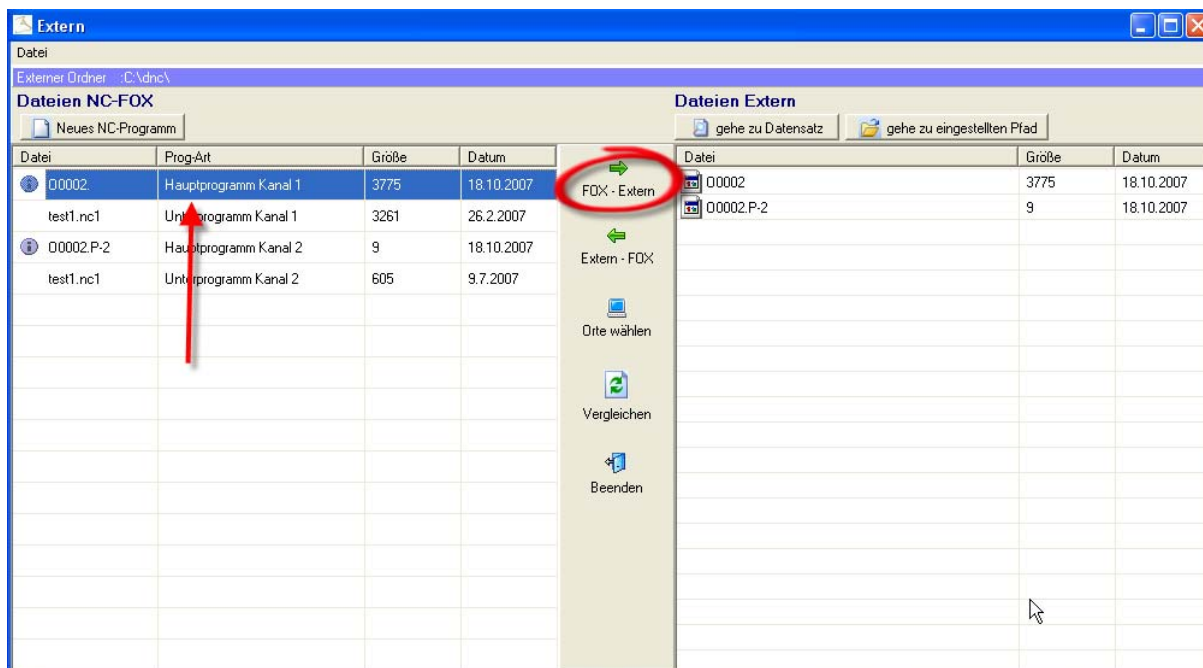 Extern
Datei
Externer Ordner :C:\dnc\
Dateien NC-FOX
Neues NC-Programm
Datei Prog-Art Größe Datum
O0002. Hauptprogramm Kanal 1 3775 18.10.2007
test1.nc1 Unterprogramm Kanal 1 3261 26.2.2007
O0002.P-2 Hauptprogramm Kanal 2 9 18.10.2007
test1.nc1 Unterprogramm Kanal 2 605 9.7.2007
FOX - Extern
Extern - FOX
Orte wählen
Vergleichen
Beenden
Dateien Extern
gehe zu Datensatz gehe zu eingestellten Pfad
Datei Größe Datum
O0002 3775 18.10.2007
O0002.P-2 9 18.10.2007